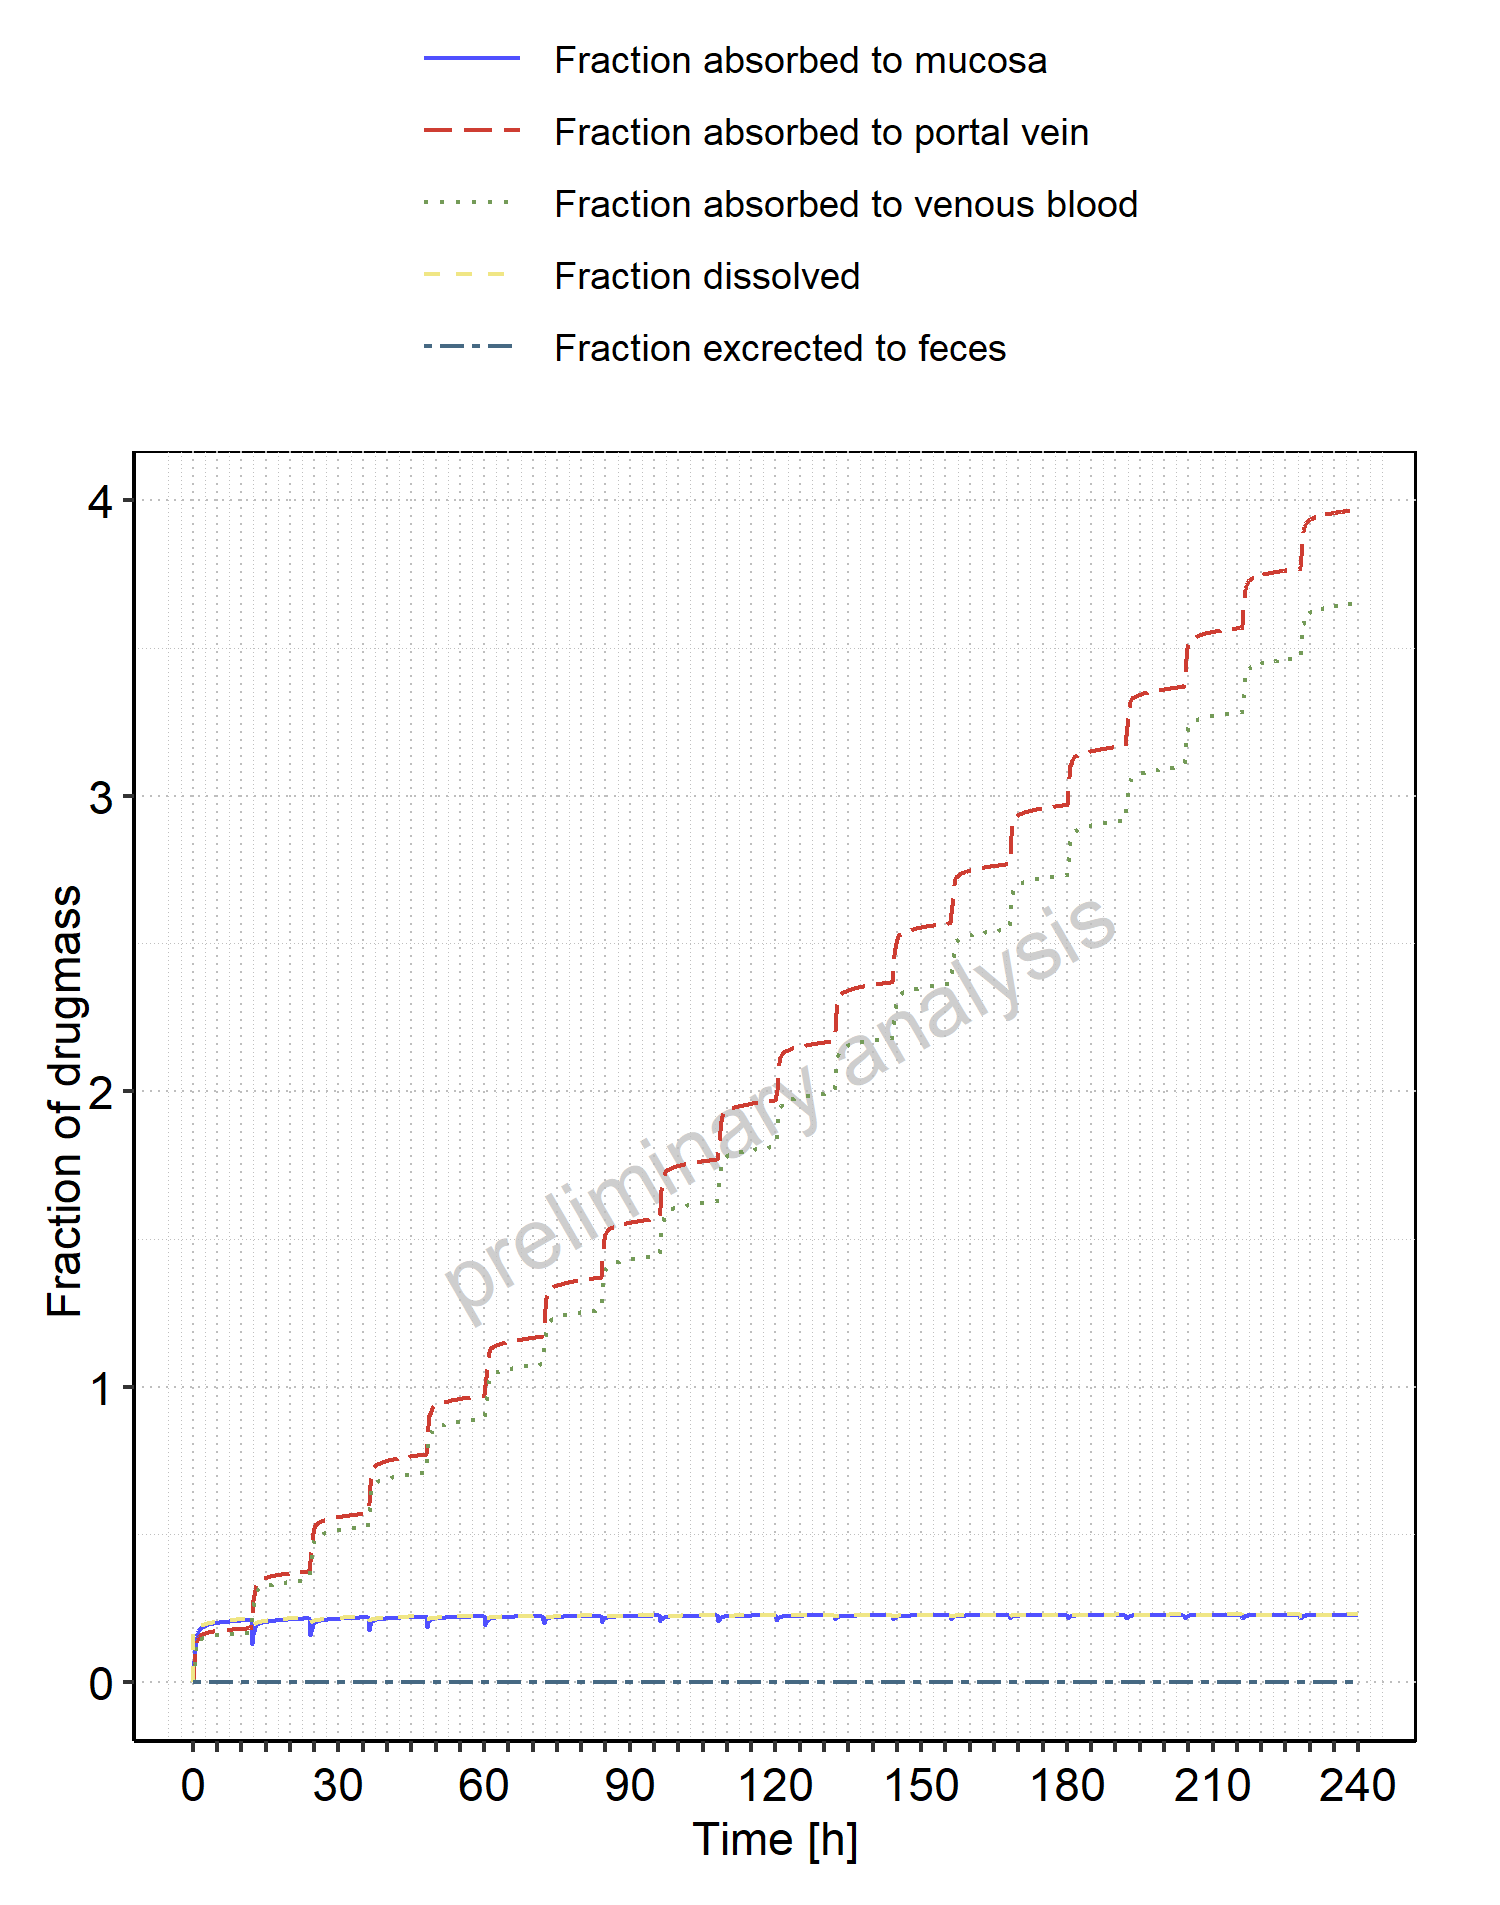 Fraction absorbed to mucosa
Fraction absorbed to portal vein
Fraction absorbed to venous blood
Fraction dissolved
Fraction excrected to feces
4
3
2
1
0
Fraction of drugmass
preliminary analysis
0 30 60 90 120 150 180 210 240
Time [h]